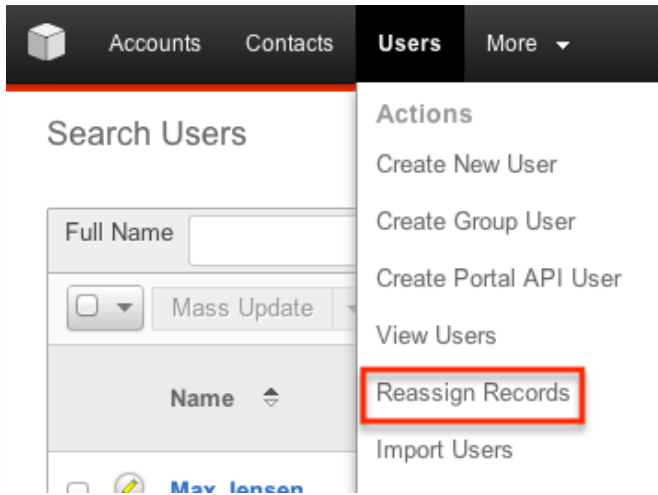 Accounts Contacts Users More
Search Users
Actions
Create New User
Full Name
Create Group User
Create Portal API User
Mass Update
View Users
Name
Reassign Records
Import Users
Max Jensen